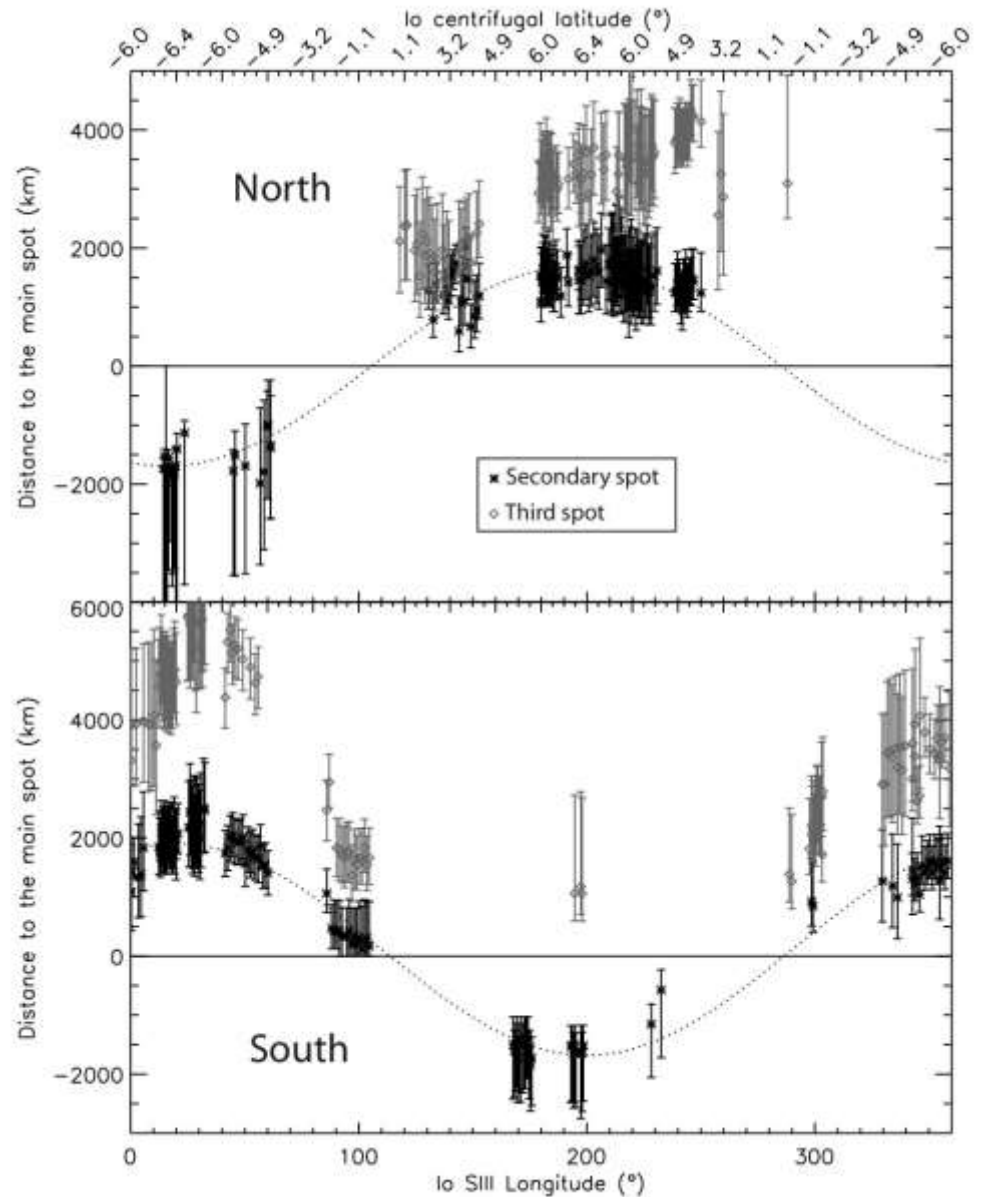 Io centrifugal latitude (°)
-6.0 -6.4 -6.0 -4.9 -3.2 -1.1 1.1 3.2 4.9 6.0 6.4 6.0 4.9 3.2 1.1 -1.1 -3.2 -4.9 -6.0
Distance to the main spot (km)
4000
North
2000
0
Secondary spot
Third spot
-2000
Distance to the main spot (km)
6000
4000
2000
0
South
-2000
0 100 200 300
Io SIII Longitude (°)